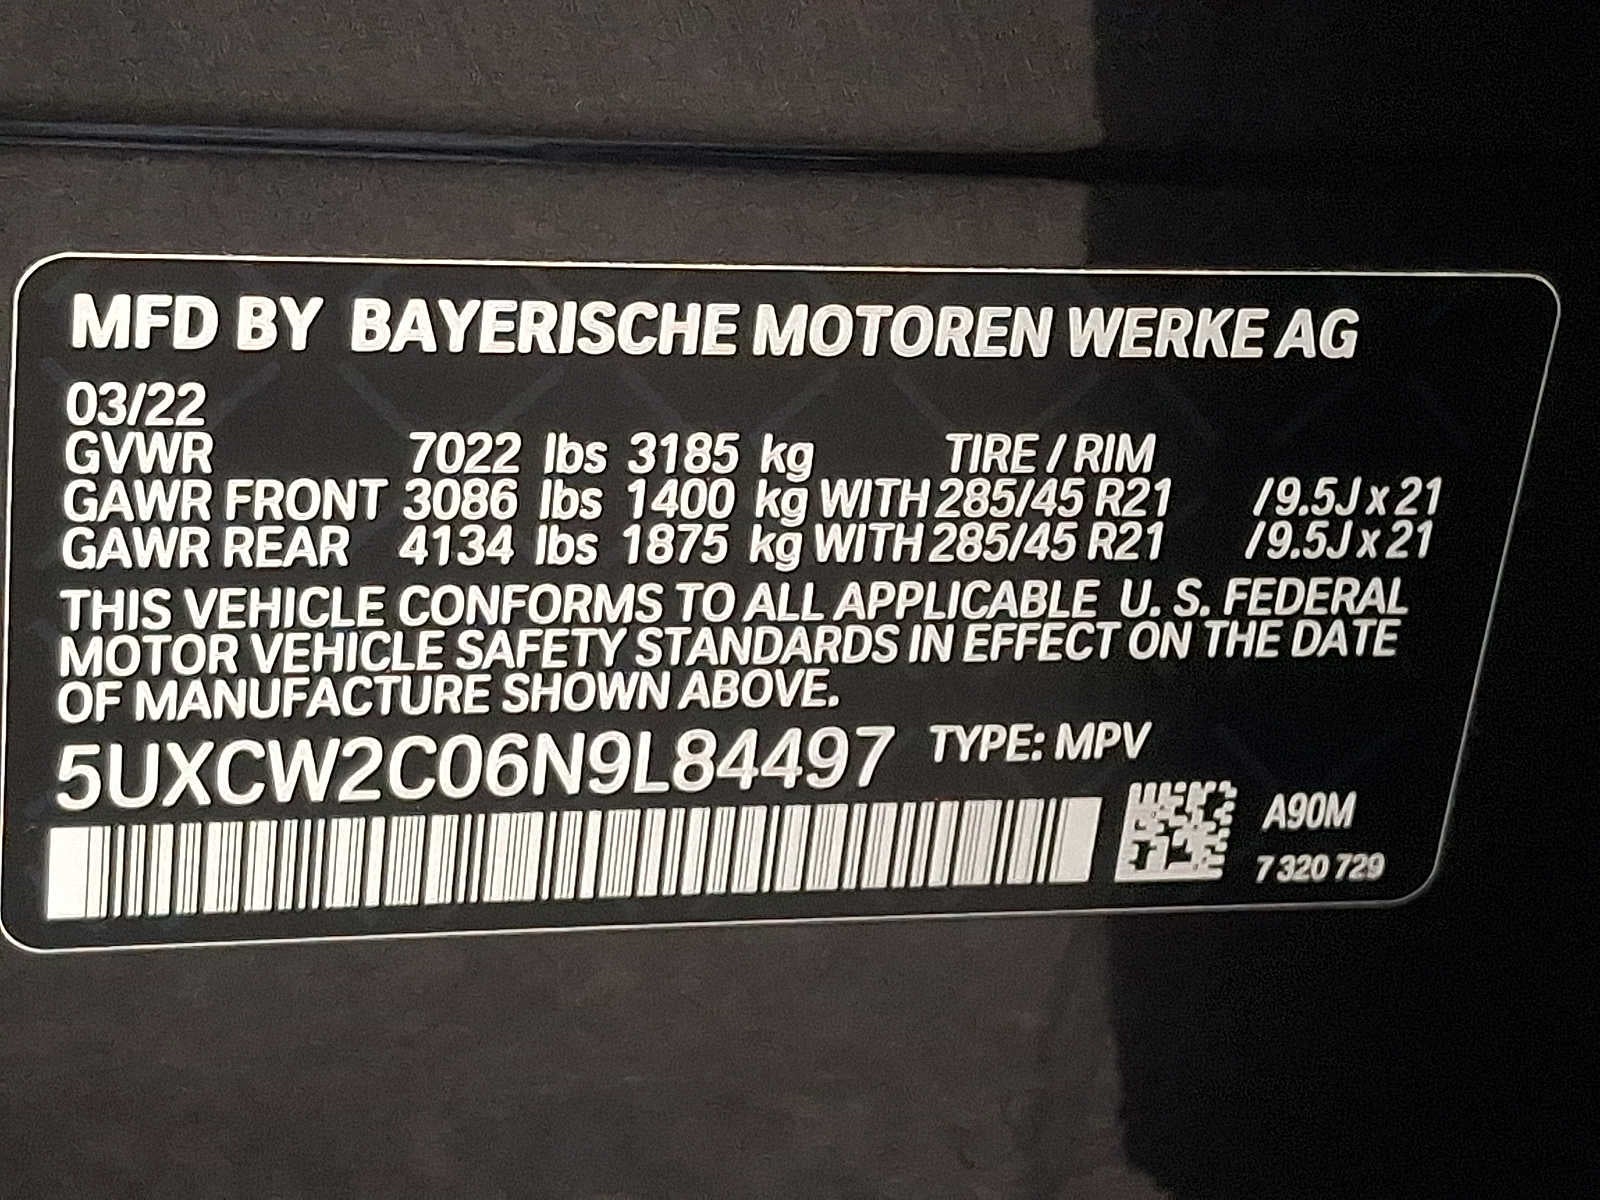 MFD BY BAYERISCHE MOTOREN WERKE AG
03/22
GVWR 7022 lbs 3185 kg TIRE / RIM
GAWR FRONT 3086 lbs 1400 kg WITH 285/45 R21 /9.5J x 21
GAWR REAR 4134 lbs 1875 kg WITH 285/45 R21 /9.5J x 21
THIS VEHICLE CONFORMS TO ALL APPLICABLE U. S. FEDERAL
MOTOR VEHICLE SAFETY STANDARDS IN EFFECT ON THE DATE
OF MANUFACTURE SHOWN ABOVE.
5UXCW2C06N9L84497 TYPE: MPV
A90M
7 320 729